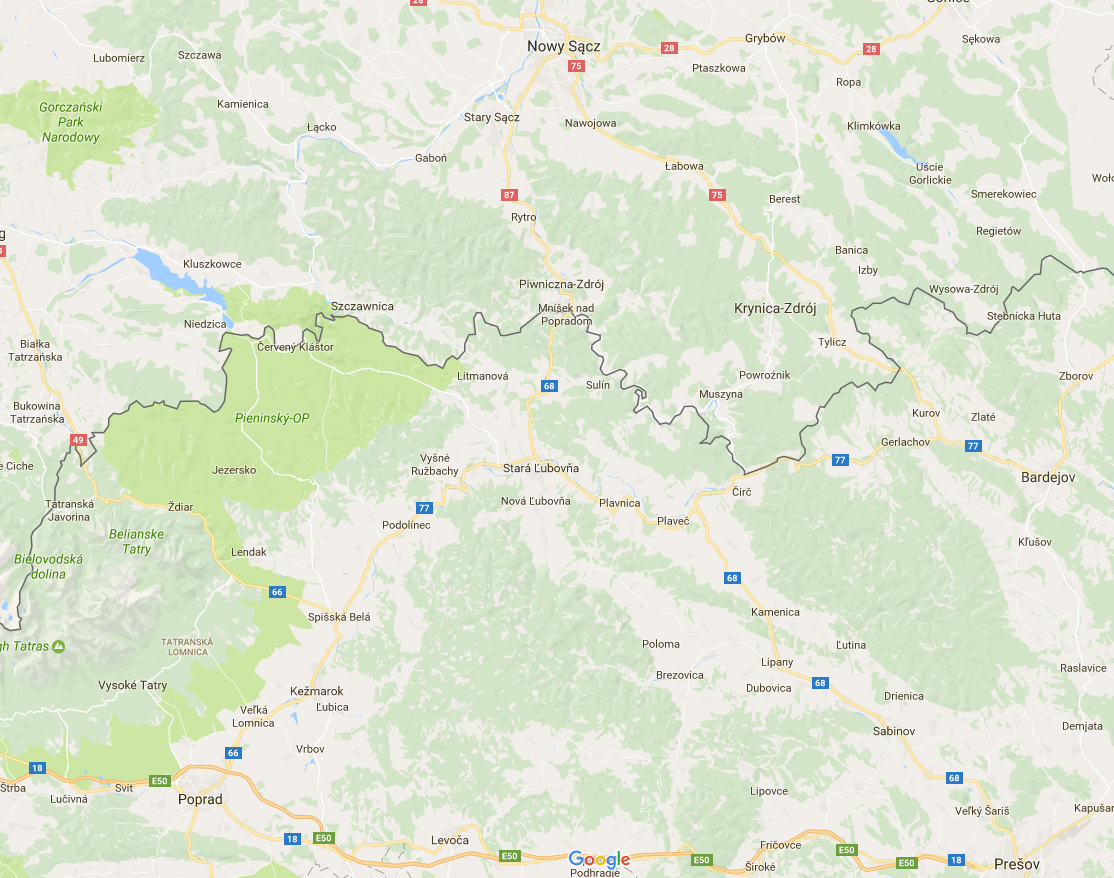 28
Gorlice
Nowy Sącz
Grybów
Sękowa
28
28
Lubomierz
Szczawa
75
Ptaszkowa
Ropa
Gorczański
Park
Narodowy
Kamienica
Stary Sącz
Łącko
Nawojowa
Klimkówka
Gaboń
Łabowa
Uście
Gorlickie
87
75
Berest
Smerekowiec
Rytro
Regietów
Banica
Izby
Kluszkowce
Piwniczna-Zdrój
Wysowa-Zdrój
Mníšek nad
Popradom
Szczawnica
Krynica-Zdrój
Stebnícka Huta
Niedzica
Białka
Tatrzańska
Červený Kláštor
Tylicz
Litmanová
68
Sulín
Powroźnik
Zborov
Muszyna
Bukowina
Tatrzańska
Pieninský-OP
Kurov
Zlaté
49
Gerlachov
77
77
Vyšné
Ružbachy
Stará Ľubovňa
e Ciche
Jezersko
Bardejov
Čirč
Tatranská
Javorina
Ždiar
77
Nová Ľubovňa
Plavnica
Plaveč
Podolínec
Belianske
Tatry
Kľušov
Lendak
Bielovodská
dolina
68
66
Spišská Belá
Kamenica
gh Tatras
TATRANSKÁ
LOMNICA
Poloma
Ľutina
Lipany
Raslavice
Brezovica
Dubovica
68
Vysoké Tatry
Kežmarok
Ľubica
Drienica
Veľká
Lomnica
Sabinov
Demjata
Vrbov
66
18
E50
68
Štrba
Svit
Lipovce
Lučivná
Poprad
Veľký Šariš
Kapušar
18
E50
Levoča
Fričovce
E50
Google
E50
E50
E50
18
Prešov
Podhradie
Široké